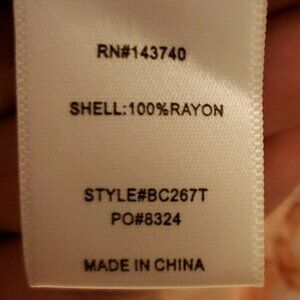 RN#143740
SHELL:100%RAYON
STYLE#BC267T
PO#8324
MADE IN CHINA